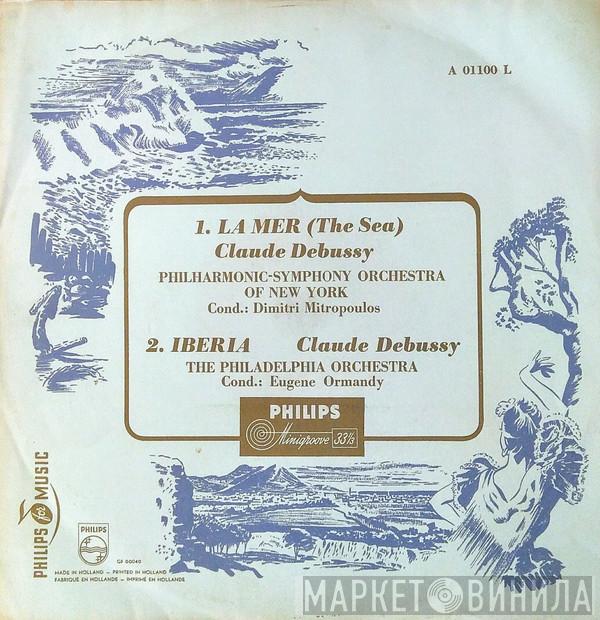 A 01100 L
1. LA MER (The Sea)
Claude Debussy
PHILHARMONIC-SYMPHONY ORCHESTRA
OF NEW YORK
Cond.: Dimitri Mitropoulos
2. IBERIA Claude Debussy
THE PHILADELPHIA ORCHESTRA
Cond.: Eugene Ormandy
PHILIPS
Minigroove 33⅓
PHILIPS for MUSIC
PHILIPS
GF 00040
MADE IN HOLLAND - PRINTED IN HOLLAND
FABRIQUÉ EN HOLLANDE - IMPRIMÉ EN HOLLANDE
МАРКЕТ ВИНИЛА